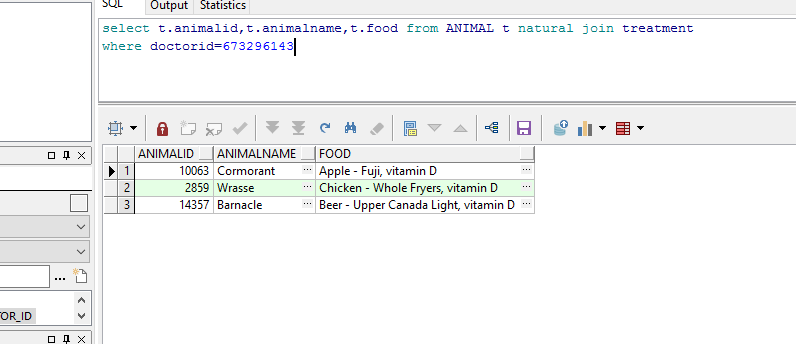 SQL Output Statistics
select t.animalid,t.animalname,t.food from ANIMAL t natural join treatment
where doctorid=673296143
ANIMALID ANIMALNAME FOOD
1 10063 Cormorant ... Apple - Fuji, vitamin D ...
2 2859 Wrasse ... Chicken - Whole Fryers, vitamin D ...
3 14357 Barnacle ... Beer - Upper Canada Light, vitamin D ...
...
TOR_ID